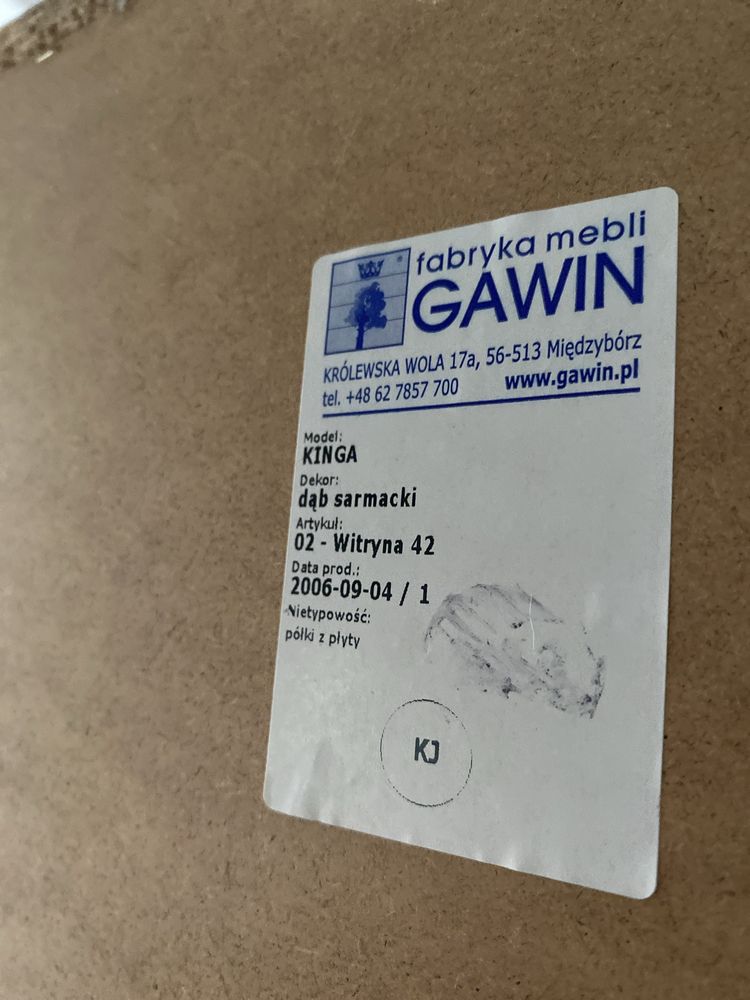 fabryka mebli
GAWIN
KRÓLEWSKA WOLA 17a, 56-513 Międzybórz
tel. +48 62 7857 700 www.gawin.pl
Model:
KINGA
Dekor:
dąb sarmacki
Artykuł:
02 - Witryna 42
Data prod.:
2006-09-04 / 1
Nietypowość:
półki z płyty
KJ